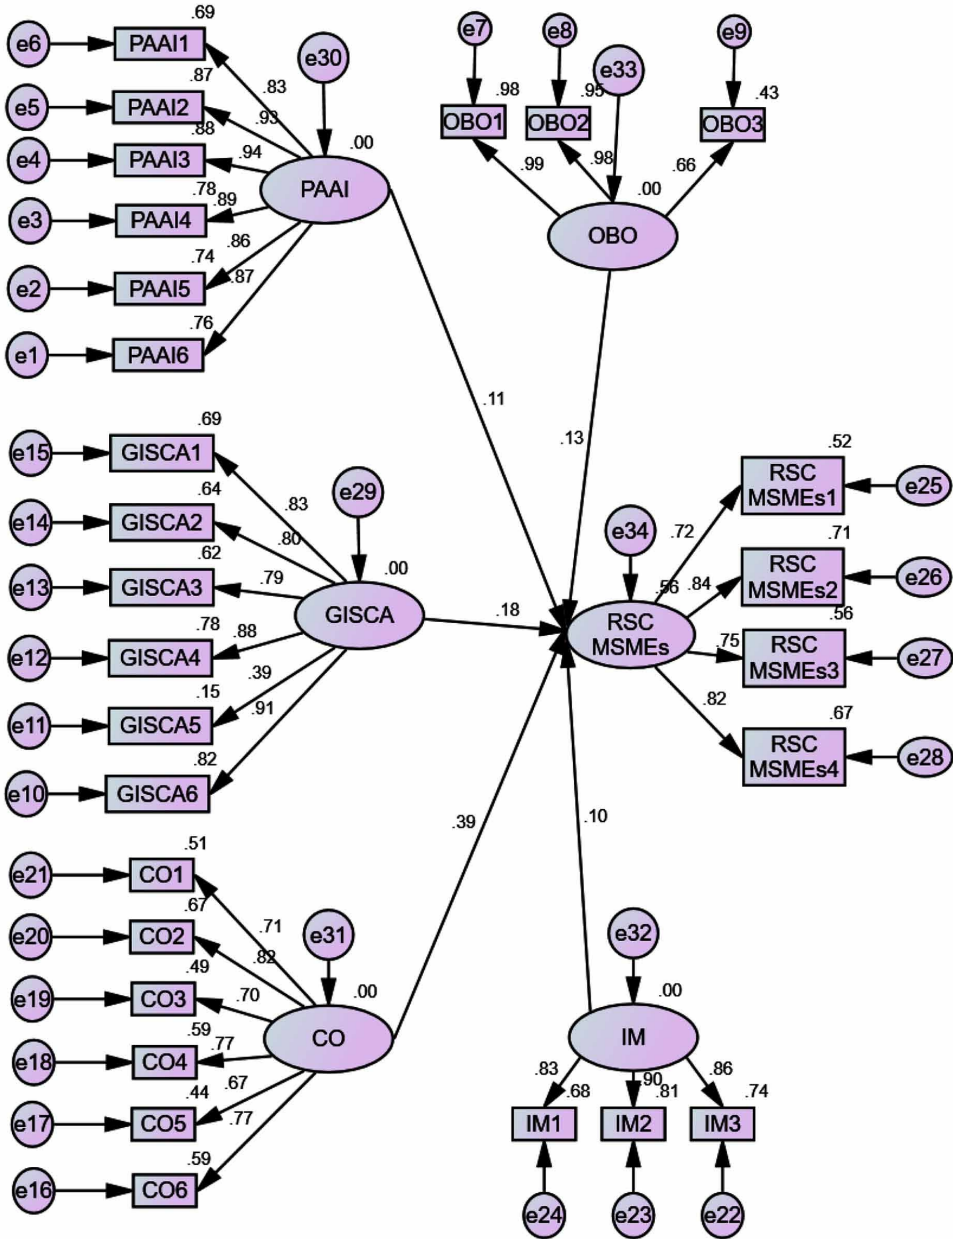 e6
PAAI1
.69
e5
PAAI2
.87
e4
PAAI3
.88
e3
PAAI4
.78
e2
PAAI5
.74
e1
PAAI6
.76
.83
.93
.94
.89
.86
.87
e30
.00
PAAI
e7
e8
e33
e9
.98
.95
.43
OBO1
OBO2
OBO3
.99
.98
.66
.00
OBO
.11
.13
e15
GISCA1
.69
e14
GISCA2
.64
e13
GISCA3
.62
e12
GISCA4
.78
e11
GISCA5
.15
e10
GISCA6
.82
.83
.80
.79
.88
.39
.91
e29
.00
GISCA
.18
e34
.56
RSC
MSMEs
.72
.84
.75
.82
.52
RSC
MSMEs1
e25
.71
RSC
MSMEs2
e26
.56
RSC
MSMEs3
e27
.67
RSC
MSMEs4
e28
.39
.10
e21
CO1
.51
e20
CO2
.67
e19
CO3
.49
e18
CO4
.59
e17
CO5
.44
e16
CO6
.59
.71
.82
.70
.77
.67
.77
e31
.00
CO
e32
.00
IM
.83
.90
.86
.68
.81
.74
IM1
IM2
IM3
e24
e23
e22